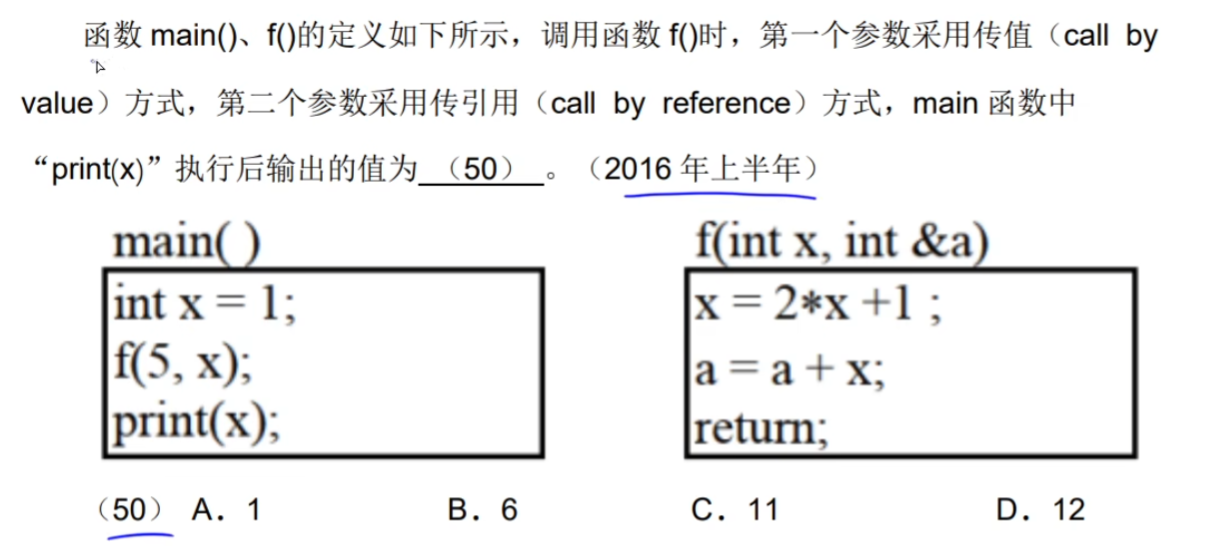 函数 main()、f()的定义如下所示，调用函数 f()时，第一个参数采用传值（call by
value）方式，第二个参数采用传引用（call by reference）方式，main 函数中
“print(x)”执行后输出的值为 （50） 。（2016 年上半年）
main( )
int x = 1;
f(5, x);
print(x);
f(int x, int &a)
x = 2*x +1 ;
a = a + x;
return;
（50） A．1 B．6 C．11 D．12